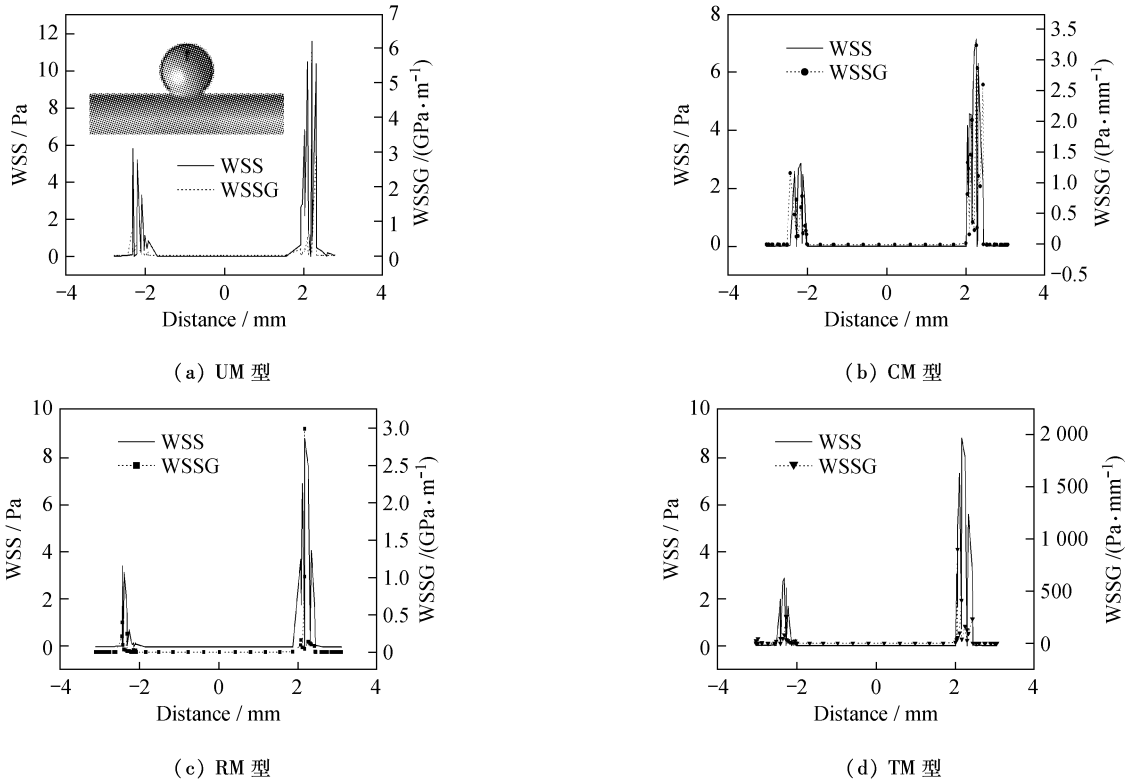 12
10
8
6
4
2
0
WSS / Pa
7
6
5
4
3
2
1
0
WSSG /(GPa·m⁻¹)
WSS
WSSG
−4 −2 0 2 4
Distance / mm
(a) UM 型
8
6
4
2
0
WSS / Pa
3.5
3.0
2.5
2.0
1.5
1.0
0.5
0
−0.5
WSSG /(Pa·mm⁻¹)
WSS
WSSG
−4 −2 0 2 4
Distance / mm
(b) CM 型
10
8
6
4
2
0
WSS / Pa
3.0
2.5
2.0
1.5
1.0
0.5
0
WSSG /(GPa·m⁻¹)
WSS
WSSG
−4 −2 0 2 4
Distance / mm
(c) RM 型
10
8
6
4
2
0
WSS / Pa
2 000
1 500
1 000
500
0
WSSG /(Pa·mm⁻¹)
WSS
WSSG
−4 −2 0 2 4
Distance / mm
(d) TM 型